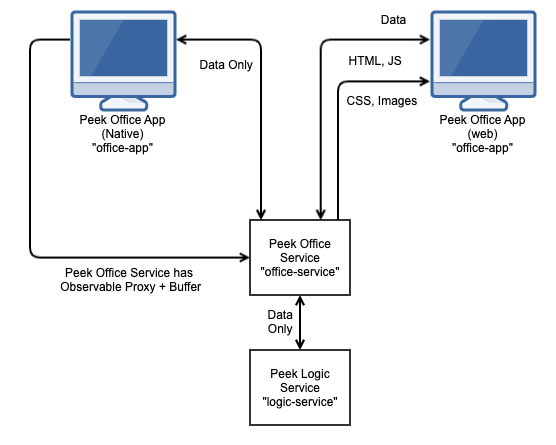 Data
Data Only
HTML, JS
CSS, Images
Peek Office App
(Native)
"office-app"
Peek Office App
(web)
"office-app"
Peek Office
Service
"office-service"
Peek Office Service has
Observable Proxy + Buffer
Data
Only
Peek Logic
Service
"logic-service"